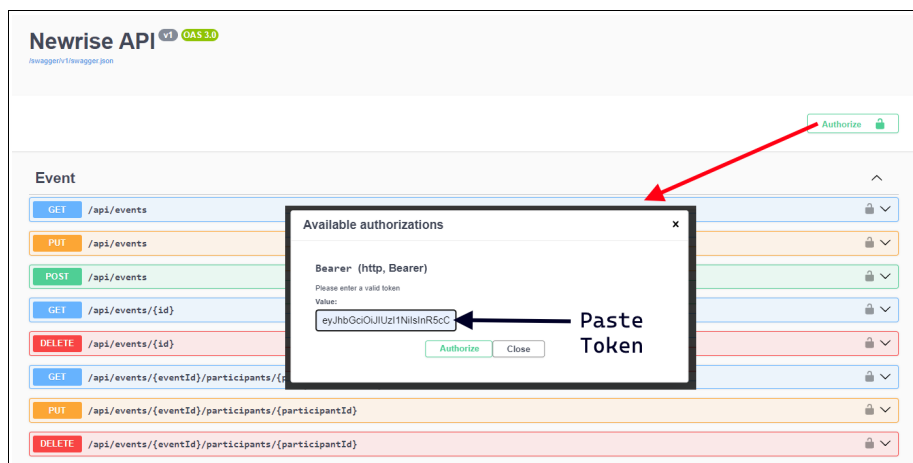 Newrise API v1 OAS 3.0
/swagger/v1/swagger.json
Authorize
Event
GET /api/events
PUT /api/events
POST /api/events
GET /api/events/{id}
DELETE /api/events/{id}
GET /api/events/{eventId}/participants/{p
PUT /api/events/{eventId}/participants/{participantId}
DELETE /api/events/{eventId}/participants/{participantId}
Available authorizations x
Bearer (http, Bearer)
Please enter a valid token
Value:
eyJhbGciOiJIUzI1NiIsInR5cC
Authorize Close
Paste
Token